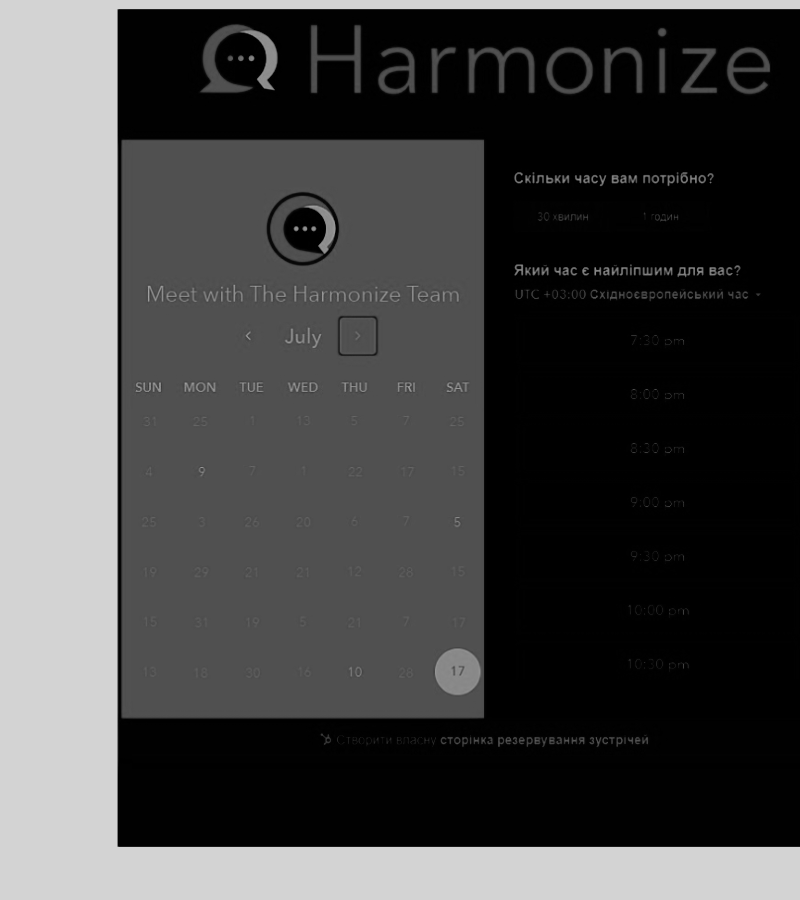 Harmonize
Meet with The Harmonize Team
July
SUN MON TUE WED THU FRI SAT
31 25 1 13 5 7 25
4 9 7 1 22 17 15
25 3 26 20 6 7 5
19 29 21 21 12 28 15
15 31 19 5 21 7 17
13 18 30 16 10 26 17
Скільки часу вам потрібно?
30 хвилин 1 годин
Який час є найліпшим для вас?
UTC +03:00 Східноєвропейський час
7:30 pm
8:00 pm
8:30 pm
9:00 pm
9:30 pm
10:00 pm
10:30 pm
Створити власну сторінка резервування зустрічей